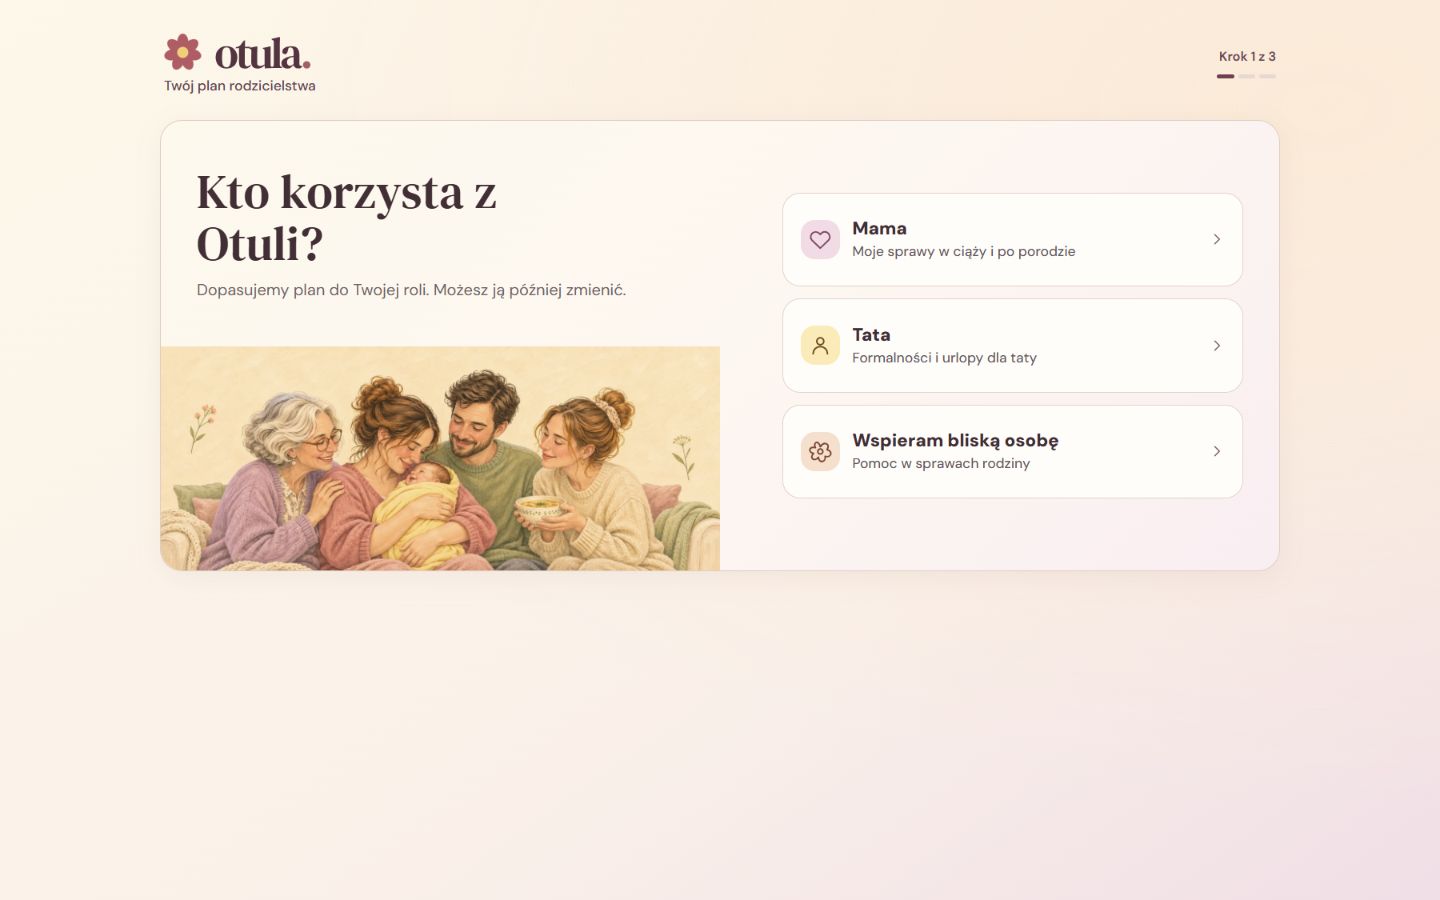 otula.
Twój plan rodzicielstwa
Krok 1 z 3
Kto korzysta z
Otuli?
Dopasujemy plan do Twojej roli. Możesz ją później zmienić.
Mama
Moje sprawy w ciąży i po porodzie
Tata
Formalności i urlopy dla taty
Wspieram bliską osobę
Pomoc w sprawach rodziny